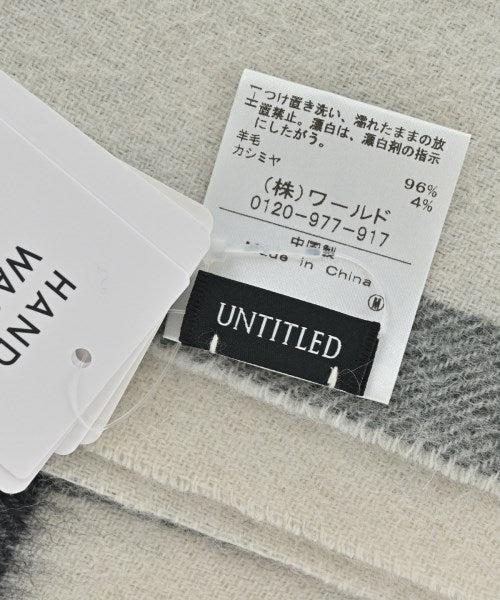 つけ置き洗い、濡れたままの放
置禁止。漂白は、漂白剤の指示
にしたがう。
羊毛 96%
カシミヤ 4%
(株)ワールド
0120-977-917
中国製
Made in China
M
UNTITLED
HAND
WA